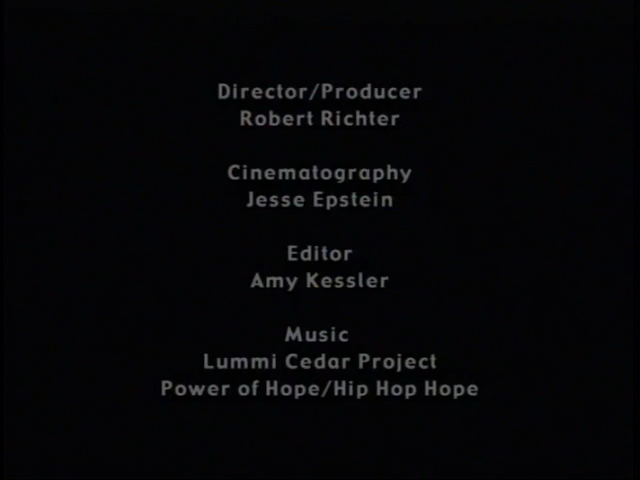 Director/Producer
Robert Richter
Cinematography
Jesse Epstein
Editor
Amy Kessler
Music
Lummi Cedar Project
Power of Hope/Hip Hop Hope